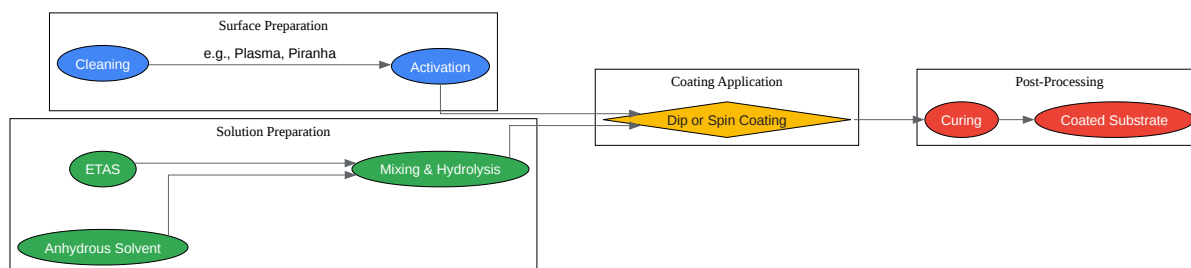 Surface Preparation
Cleaning
e.g., Plasma, Piranha
Activation
Solution Preparation
ETAS
Mixing & Hydrolysis
Anhydrous Solvent
Coating Application
Dip or Spin Coating
Post-Processing
Curing
Coated Substrate